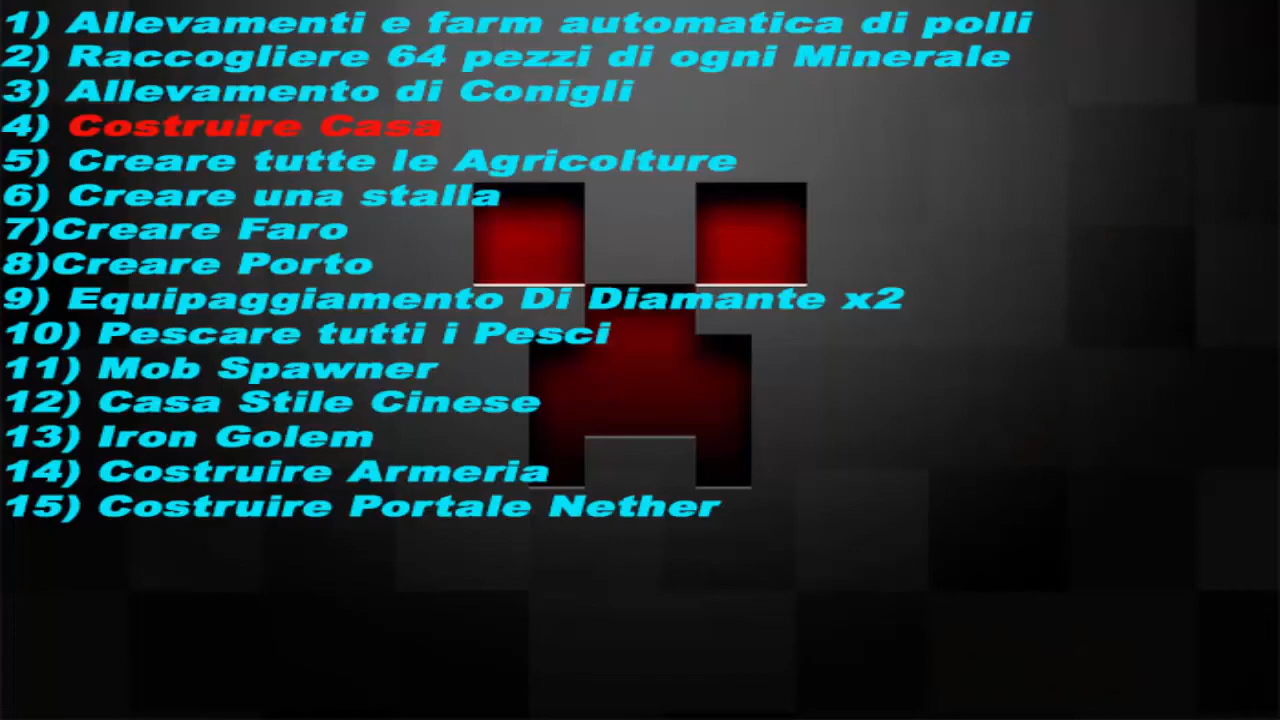 1) Allevamenti e farm automatica di polli
2) Raccogliere 64 pezzi di ogni Minerale
3) Allevamento di Conigli
4) Costruire Casa
5) Creare tutte le Agricolture
6) Creare una stalla
7)Creare Faro
8)Creare Porto
9) Equipaggiamento Di Diamante x2
10) Pescare tutti i Pesci
11) Mob Spawner
12) Casa Stile Cinese
13) Iron Golem
14) Costruire Armeria
15) Costruire Portale Nether